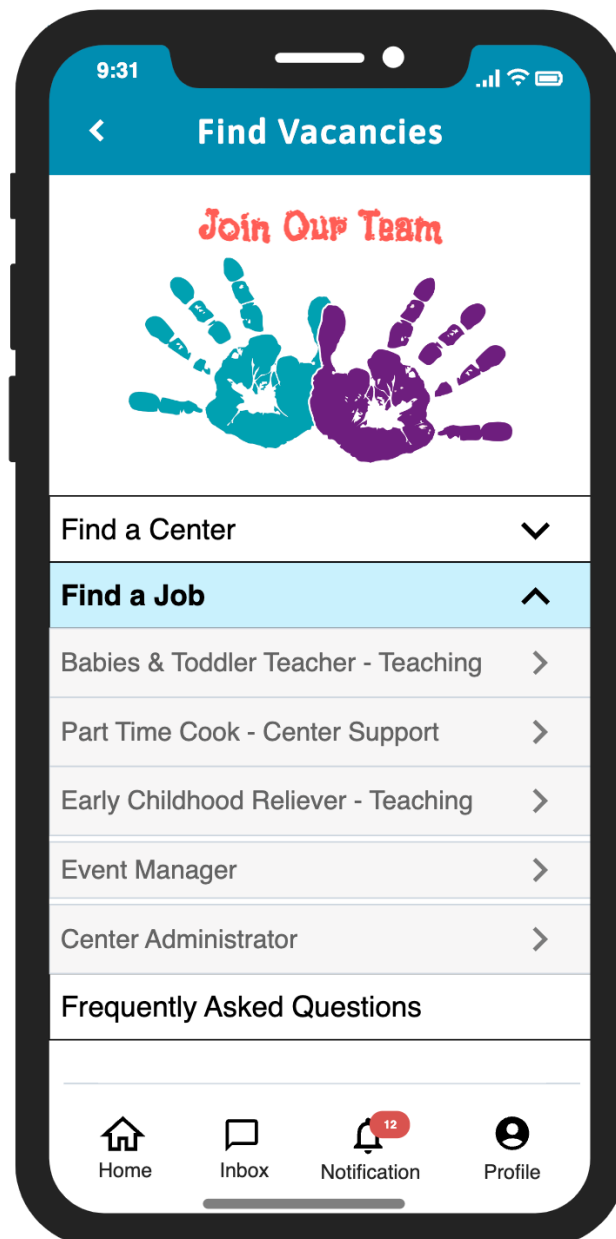 9:31
Find Vacancies
Join Our Team
Find a Center
Find a Job
Babies & Toddler Teacher - Teaching
Part Time Cook - Center Support
Early Childhood Reliever - Teaching
Event Manager
Center Administrator
Frequently Asked Questions
12
Home Inbox Notification Profile